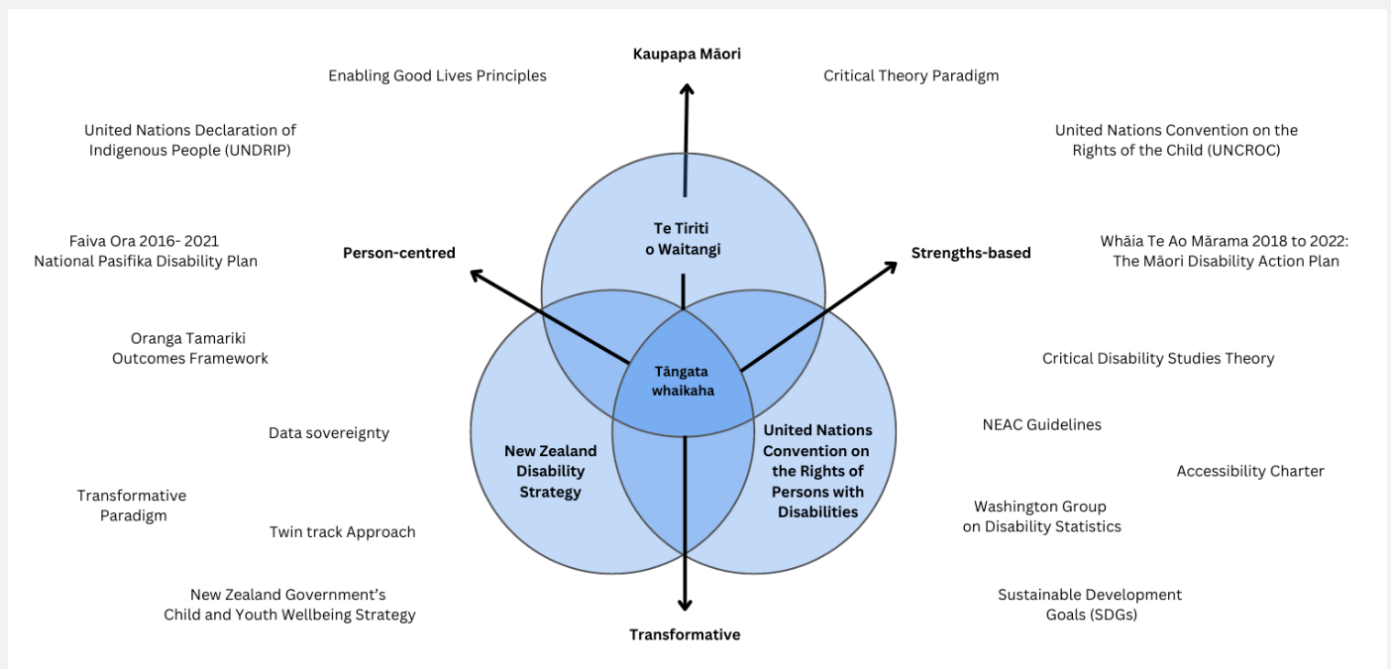 Kaupapa Māori
Enabling Good Lives Principles
Critical Theory Paradigm
United Nations Declaration of
Indigenous People (UNDRIP)
United Nations Convention on the
Rights of the Child (UNCROC)
Te Tiriti
o Waitangi
Faiva Ora 2016- 2021
National Pasifika Disability Plan
Person-centred
Strengths-based
Whāia Te Ao Mārama 2018 to 2022:
The Māori Disability Action Plan
Oranga Tamariki
Outcomes Framework
Tāngata
whaikaha
Critical Disability Studies Theory
Data sovereignty
New Zealand
Disability
Strategy
United Nations
Convention on
the Rights of
Persons with
Disabilities
NEAC Guidelines
Accessibility Charter
Transformative
Paradigm
Twin track Approach
Washington Group
on Disability Statistics
New Zealand Government’s
Child and Youth Wellbeing Strategy
Sustainable Development
Goals (SDGs)
Transformative